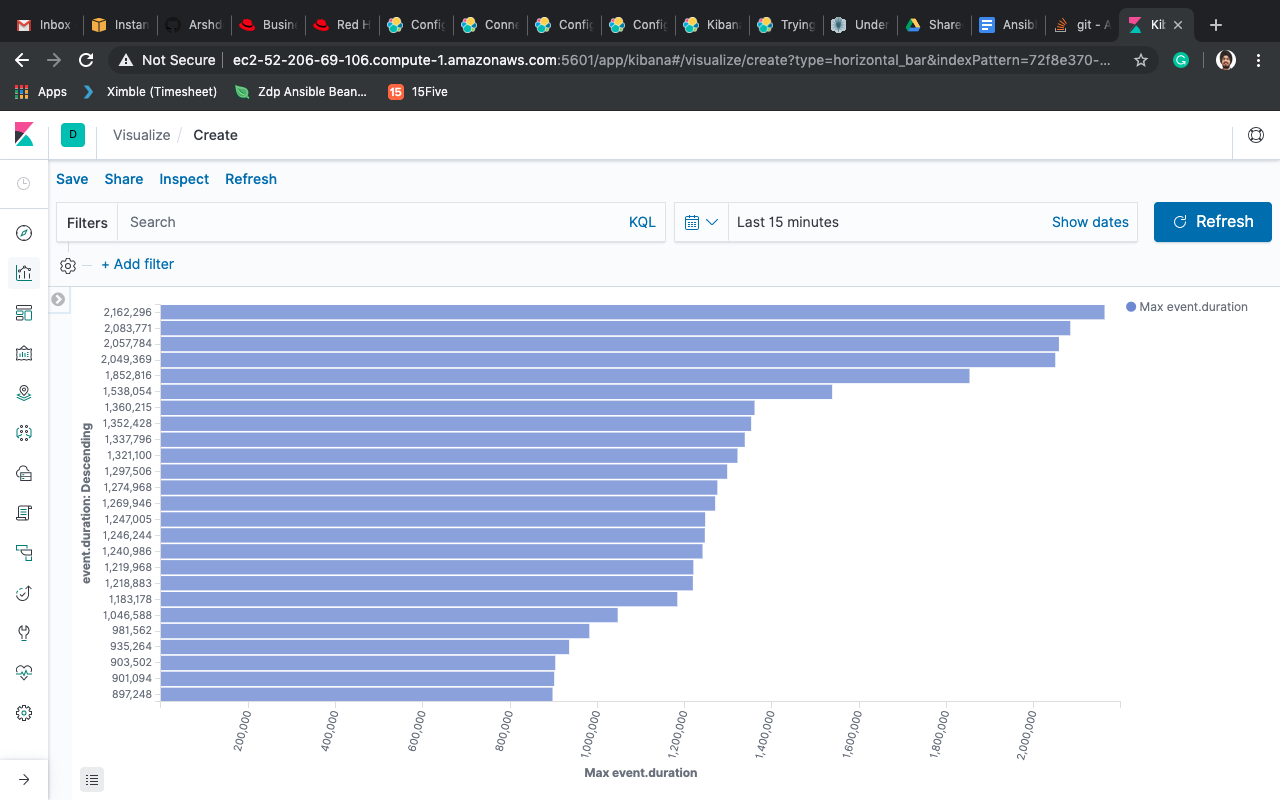 Inbox Instan Arshd Busine Red H Config Conne Config Config Kiban Trying Under Share Ansibl git - A Kib
Not Secure ec2-52-206-69-106.compute-1.amazonaws.com:5601/app/kibana#/visualize/create?type=horizontal_bar&indexPattern=72f8e370-...
Apps Ximble (Timesheet) Zdp Ansible Bean... 15 15Five
D Visualize / Create
Save Share Inspect Refresh
Filters Search KQL Last 15 minutes Show dates Refresh
+ Add filter
Max event.duration
event.duration: Descending
2,162,296
2,083,771
2,057,784
2,049,369
1,852,816
1,538,054
1,360,215
1,352,428
1,337,796
1,321,100
1,297,506
1,274,968
1,269,946
1,247,005
1,246,244
1,240,986
1,219,968
1,218,883
1,183,178
1,046,588
981,562
935,264
903,502
901,094
897,248
200,000 400,000 600,000 800,000 1,000,000 1,200,000 1,400,000 1,600,000 1,800,000 2,000,000
Max event.duration